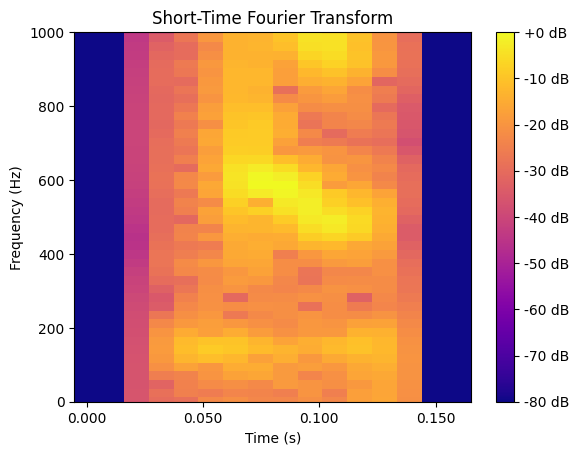 Short-Time Fourier Transform
1000
800
600
400
200
0
Frequency (Hz)
0.000
0.050
0.100
0.150
Time (s)
+0 dB
-10 dB
-20 dB
-30 dB
-40 dB
-50 dB
-60 dB
-70 dB
-80 dB